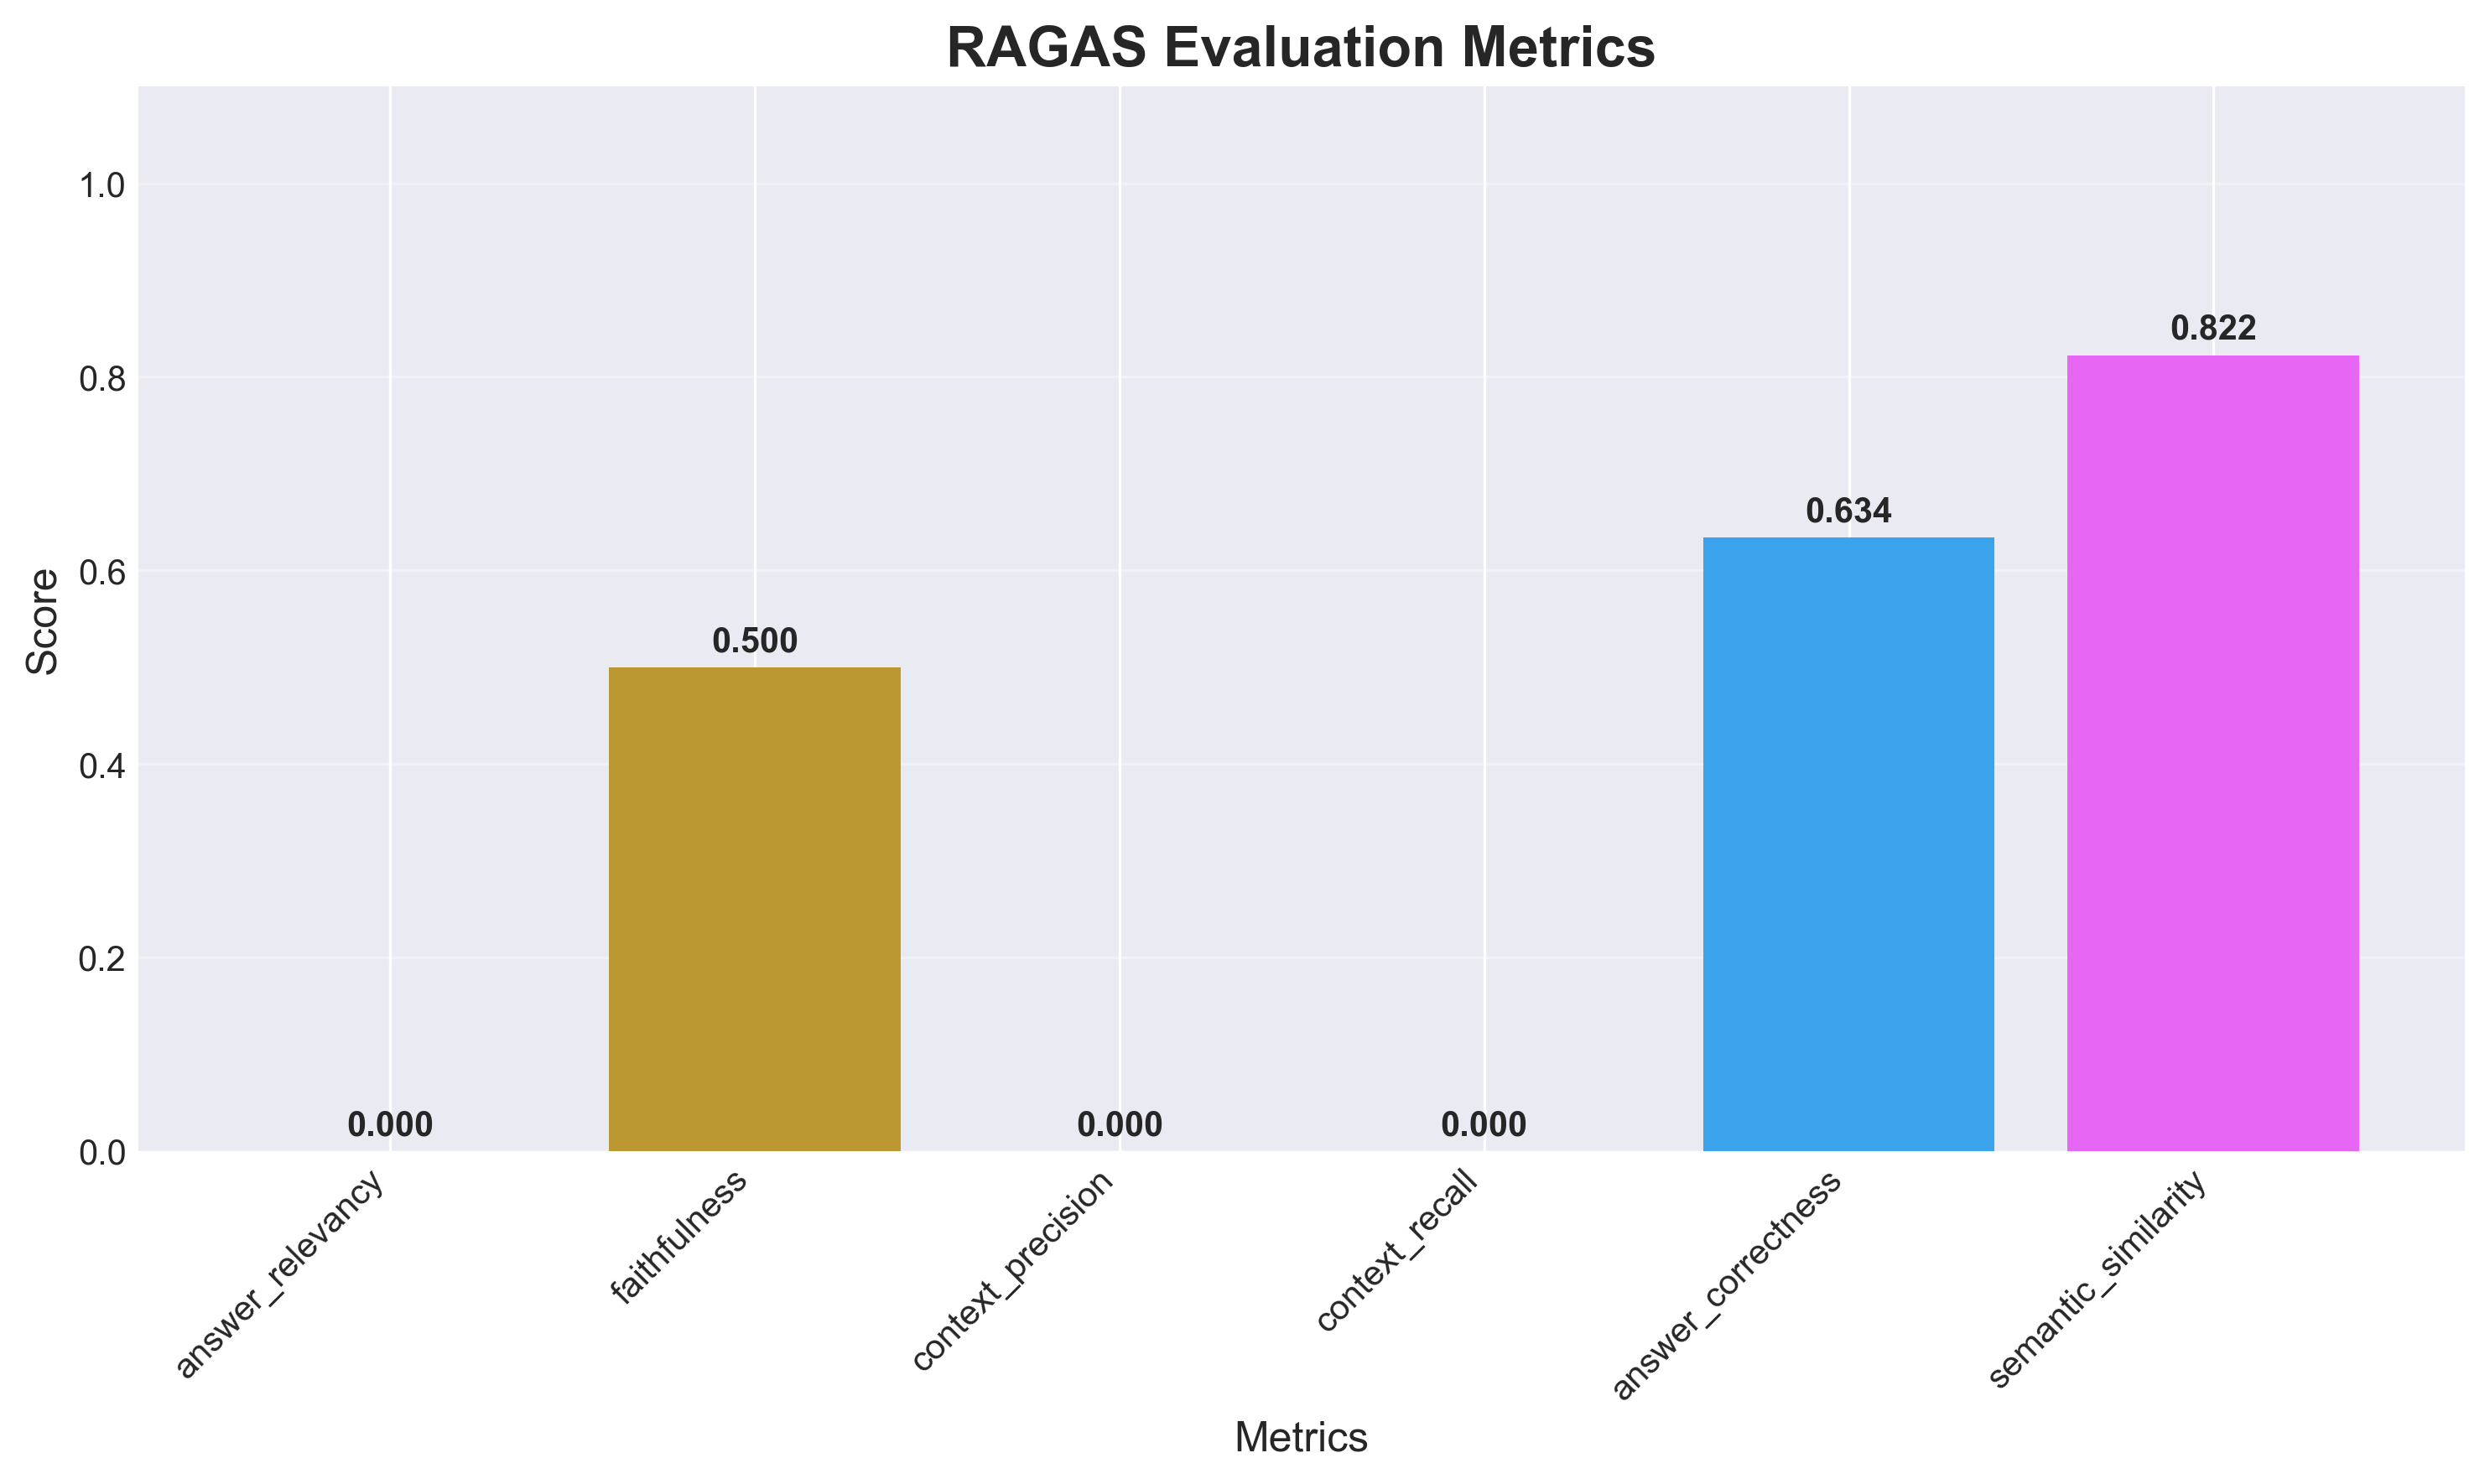 RAGAS Evaluation Metrics
1.0
0.8
0.6
0.4
0.2
0.0
Score
0.000
0.500
0.000
0.000
0.634
0.822
answer_relevancy
faithfulness
context_precision
context_recall
answer_correctness
semantic_similarity
Metrics